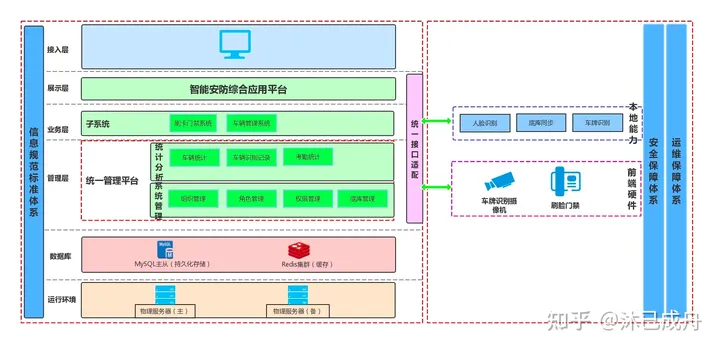 信息规范标准体系
接入层
展示层
智能安防综合应用平台
业务层
子系统
刷卡门禁系统
车辆管理系统
管理层
统一管理平台
统计分析
车辆统计
车辆识别记录
考勤统计
系统管理
组织管理
角色管理
权限管理
底库管理
数据库
MySQL
MySQL主从（持久化存储）
Redis集群（缓存）
运行环境
物理服务器（主）
物理服务器（备）
统一接口适配
人脸识别
底库同步
车牌识别
本地能力
车牌识别摄
像机
刷脸门禁
前端硬件
安全保障体系
运维保障体系
知乎 @沐己成舟